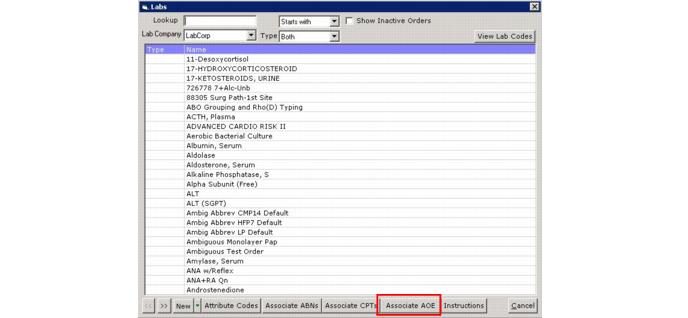 Labs
Lookup Starts with Show Inactive Orders
Lab Company LabCorp Type Both View Lab Codes
Type Name
11-Desoxycortisol
17-HYDROXYCORTICOSTEROID
17-KETOSTEROIDS, URINE
726778 7+Alc-Unb
88305 Surg Path-1st Site
ABO Grouping and Rho(D) Typing
ACTH, Plasma
ADVANCED CARDIO RISK II
Aerobic Bacterial Culture
Albumin, Serum
Aldolase
Aldosterone, Serum
Alkaline Phosphatase, S
Alpha Subunit (Free)
ALT
ALT (SGPT)
Ambig Abbrev CMP14 Default
Ambig Abbrev HFP7 Default
Ambig Abbrev LP Default
Ambiguous Monolayer Pap
Ambiguous Test Order
Amylase, Serum
ANA w/Reflex
ANA+RA Qn
Androstenedione
<< >> New Attribute Codes Associate ABNs Associate CPTs Associate AOE Instructions Cancel